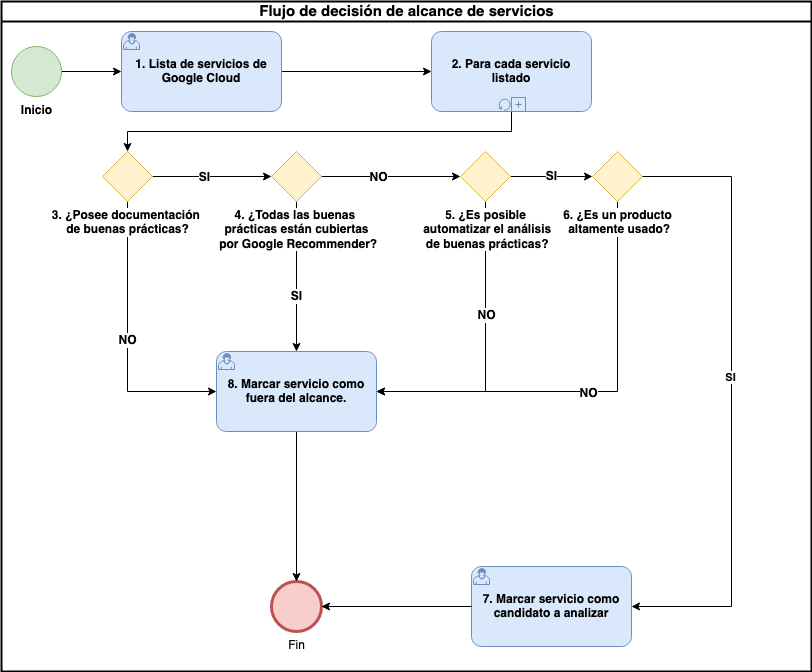 Flujo de decisión de alcance de servicios
1. Lista de servicios de
Google Cloud
2. Para cada servicio
listado
Inicio
SI
NO
SI
3. ¿Posee documentación
de buenas prácticas?
4. ¿Todas las buenas
prácticas están cubiertas
por Google Recommender?
5. ¿Es posible
automatizar el análisis
de buenas prácticas?
6. ¿Es un producto
altamente usado?
SI
NO
NO
SI
NO
8. Marcar servicio como
fuera del alcance.
7. Marcar servicio como
candidato a analizar
Fin